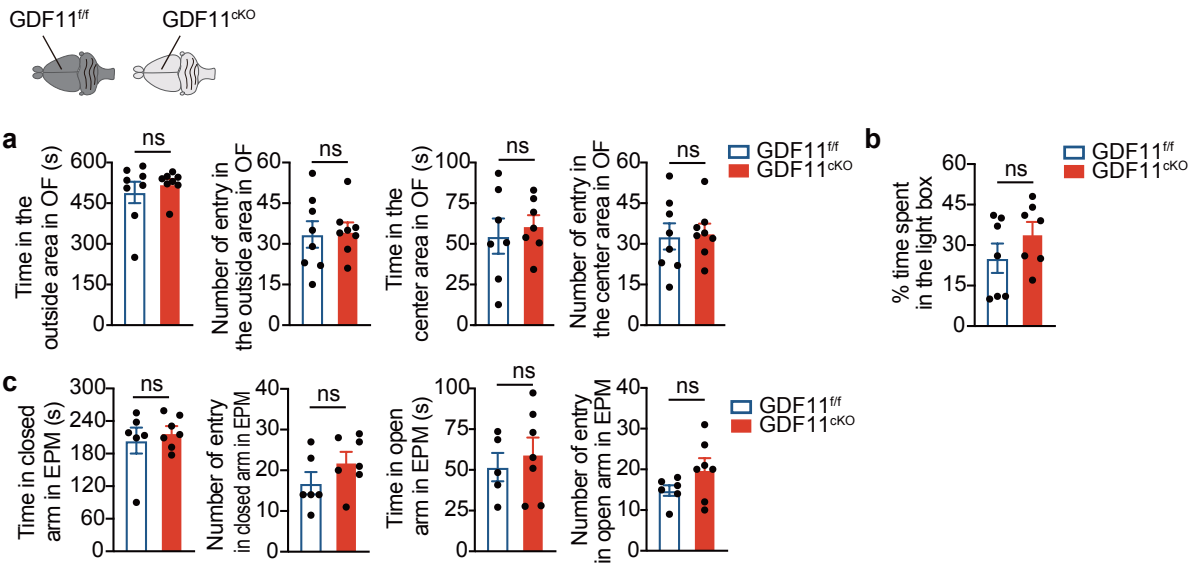 GDF11f/f GDF11cKO
a
Time in the
outside area in OF (s)
600
450
300
150
0
ns
Number of entry in
the outside area in OF
60
45
30
15
0
ns
Time in the
center area in OF (s)
100
75
50
25
0
ns
Number of entry in
the center area in OF
60
45
30
15
0
ns
GDF11f/f
GDF11cKO
b
% time spent
in the light box
60
45
30
15
0
ns
GDF11f/f
GDF11cKO
c
Time in closed
arm in EPM (s)
300
240
180
120
60
0
ns
Number of entry
in closed arm in EPM
40
30
20
10
0
ns
Time in open
arm in EPM (s)
100
75
50
25
0
ns
Number of entry
in open arm in EPM
40
30
20
10
0
ns
GDF11f/f
GDF11cKO